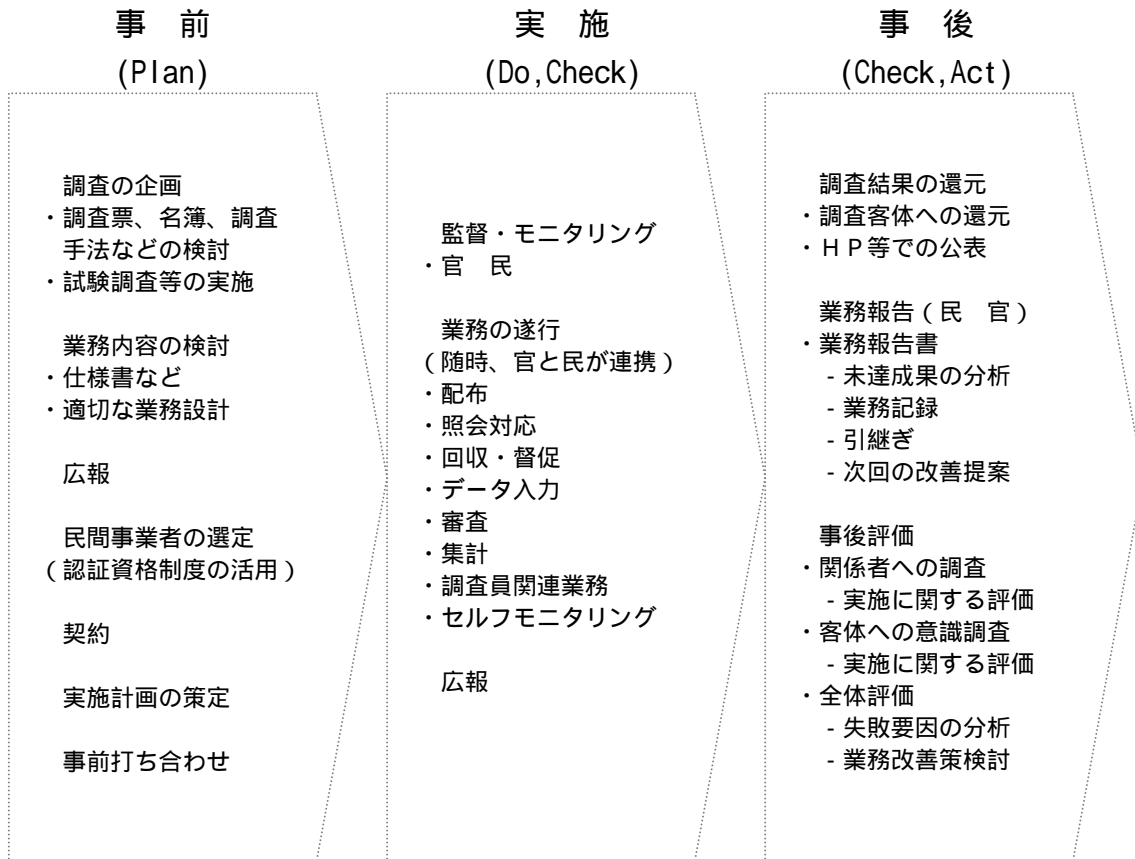 事　前
(Plan)
調査の企画
・調査票、名簿、調査
手法などの検討
・試験調査等の実施
業務内容の検討
・仕様書など
・適切な業務設計
広報
民間事業者の選定
(認証資格制度の活用)
契約
実施計画の策定
事前打ち合わせ
実　施
(Do,Check)
監督・モニタリング
・官　民
業務の遂行
(随時、官と民が連携)
・配布
・照会対応
・回収・督促
・データ入力
・審査
・集計
・調査員関連業務
・セルフモニタリング
広報
事　後
(Check,Act)
調査結果の還元
・調査客体への還元
・ＨＰ等での公表
業務報告(民　官)
・業務報告書
- 未達成果の分析
- 業務記録
- 引継ぎ
- 次回の改善提案
事後評価
・関係者への調査
- 実施に関する評価
・客体への意識調査
- 実施に関する評価
・全体評価
- 失敗要因の分析
- 業務改善策検討